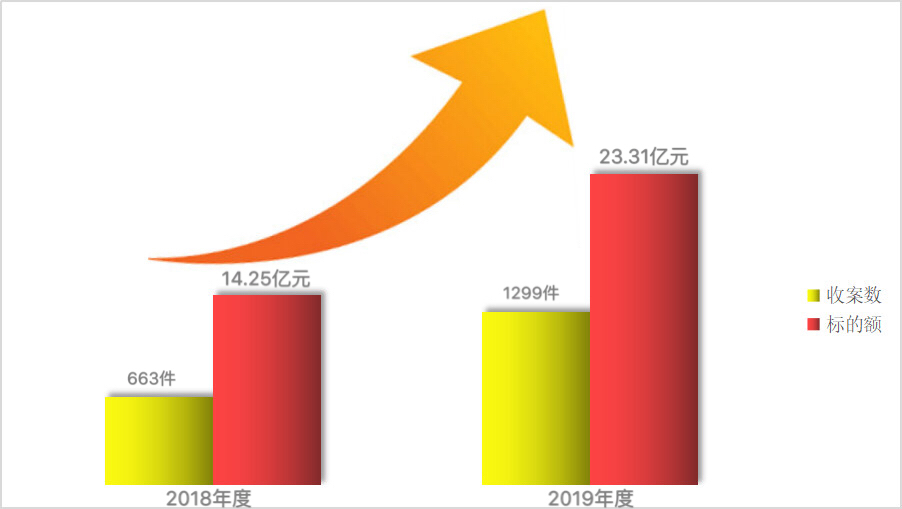 23.31亿元
14.25亿元
1299件
663件
收案数
标的额
2018年度
2019年度